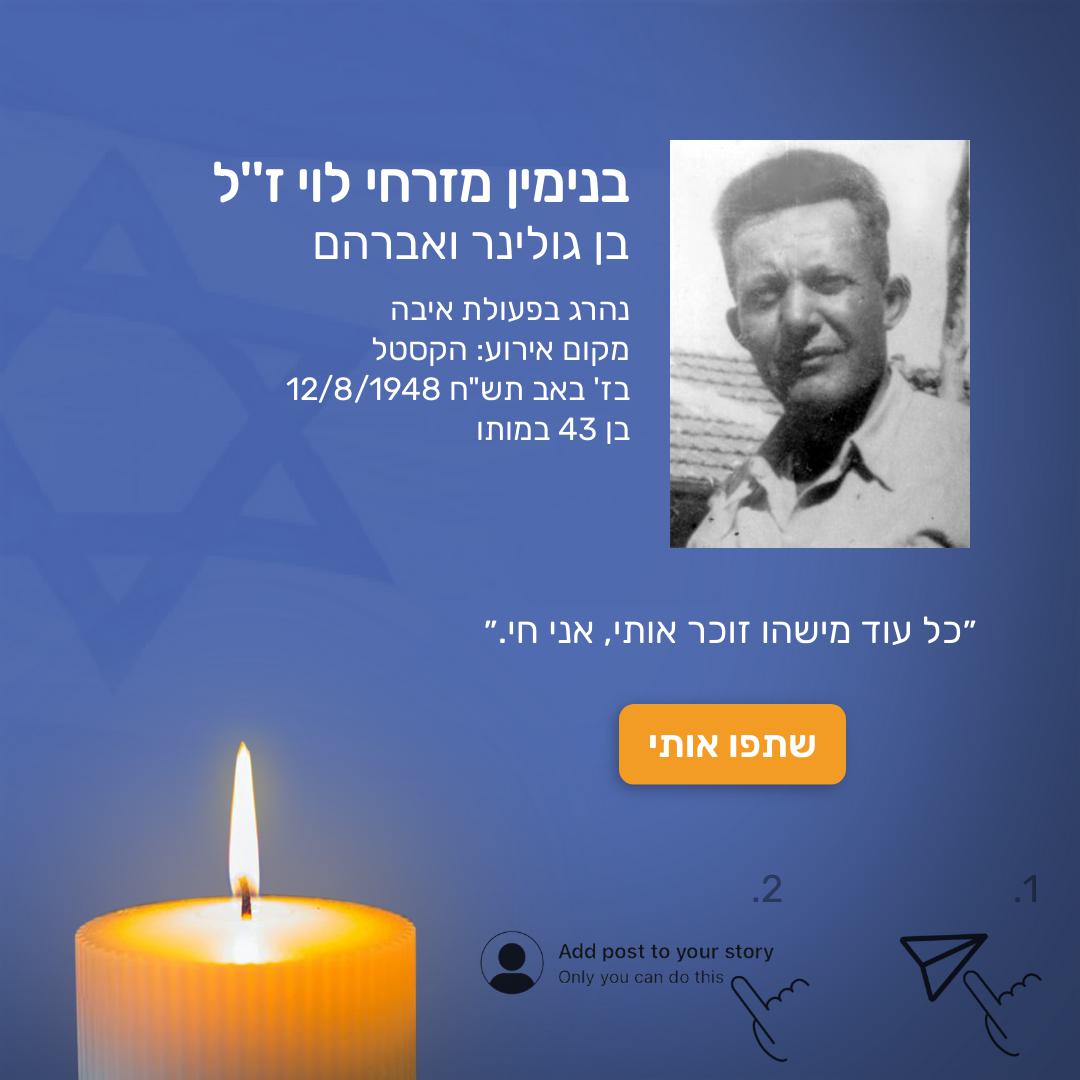 בנימין מזרחי לוי ז"ל
בן גולינר ואברהם
נהרג בפעולת איבה
מקום אירוע: הקסטל
בז' באב תש"ח 12/8/1948
בן 43 במותו
״כל עוד מישהו זוכר אותי, אני חי.״
שתפו אותי
1.
2.
Add post to your story
Only you can do this